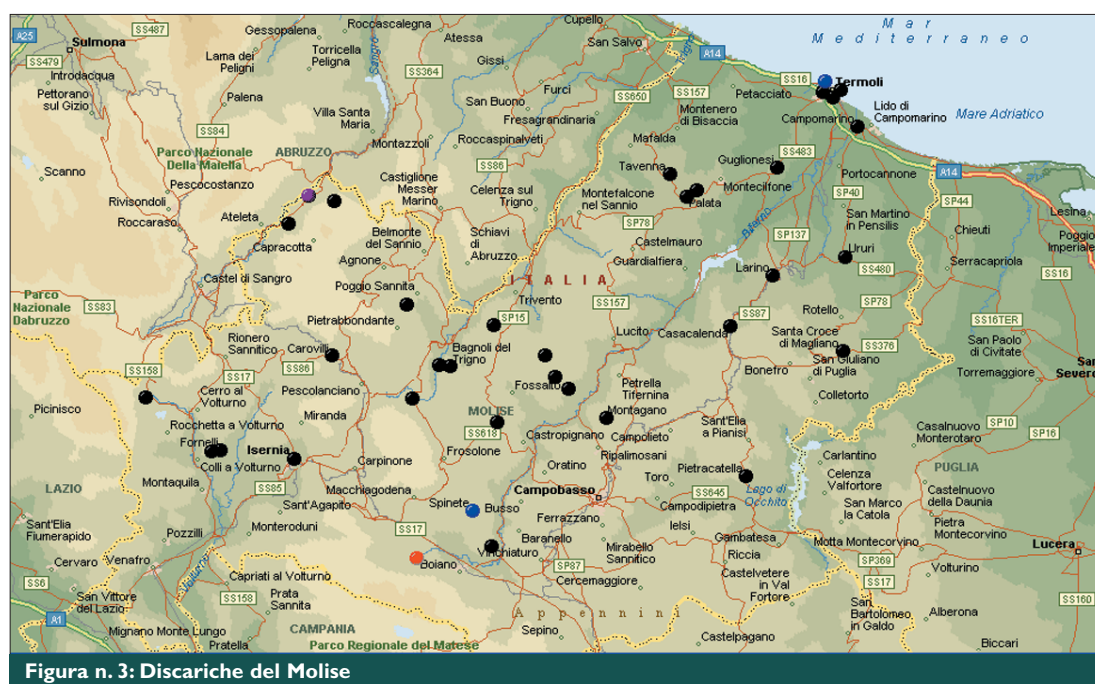 A25
SS487
Gessopalena
Roccascalegna
Atessa
Cupello
San Salvo
Mar
Mediterraneo
Sulmona
SS479
Introdacqua
Pettorano
sul Gizio
Lama dei
Peligni
Torricella
Peligna
Sangro
SS364
Gissi
A14
SS16
Termoli
Palena
Villa Santa
Maria
San Buono
Furci
Fresagrandinaria
SS650
SS157
Montenero
di Bisaccia
Petacciato
Campomarino
Lido di
Campomarino
Mare Adriatico
SS84
Parco Nazionale
Della Maiella
ABRUZZO
Montazzoli
Roccaspinalveti
Mafalda
SS86
Tavenna
Guglionesi
SS483
Scanno
Pescocostanzo
Castiglione
Messer
Marino
Celenza sul
Trigno
Montefalcone
nel Sannio
Palata
Montecilfone
Portocannone
A14
SP40
SP44
Rivisondoli
Roccaraso
Ateleta
Capracotta
Belmonte
del Sannio
Schiavi
di
Abruzzo
SP78
Castelmauro
Biferno
SP137
San Martino
in Pensilis
Chieuti
Lesina
Poggio
Imperiale
Agnone
Guardialfiera
Ururi
Serracapriola
Castel di Sangro
Poggio Sannita
ITALIA
Larino
SS480
SS16
Parco
Nazionale
Dabruzzo
SS83
Trivento
SS157
SP78
Rotello
Pietrabbondante
SP15
Lucito
Casacalenda
SS87
Santa Croce
di Magliano
SS16TER
SS376
San Paolo
di Civitate
Rionero
Sannitico
Carovilli
Bagnoli del
Trigno
San Giuliano
di Puglia
SS158
SS17
SS86
Pescolanciano
Fossalto
Petrella
Tifernina
Bonefro
Torremaggiore
San
Severo
Cerro al
Volturno
Colletorto
Picinisco
Miranda
MOLISE
Montagano
Rocchetta a Volturno
SS618
Castropignano
Campolieto
Sant'Elia
a Pianisi
Casalnuovo
Monterotaro
SP10
SP16
Fornelli
Isernia
Frosolone
Ripalimosani
Colli a Volturno
Carpinone
Oratino
Toro
Pietracatella
Carlantino
Celenza
Valfortore
PUGLIA
LAZIO
Montaquila
SS85
Macchiagodena
Campobasso
SS645
Lago di
Occhito
Castelnuovo
della Daunia
Sant'Agapito
Spinete
Busso
Campodipietra
San Marco
la Catola
Sant'Elia
Fiumerapido
Pozzilli
Monteroduni
SS17
Ferrazzano
Ielsi
Pietra
Montecorvino
Baranello
Gambatesa
Motta Montecorvino
Lucera
Cervaro
Venafro
Vinchiaturo
Mirabello
Sannitico
Riccia
SP369
Boiano
SP87
Volturino
SS6
Volturno
Capriati al Volturno
Cercemaggiore
Castelvetere in
Val
Fortore
SS17
San Vittore
del Lazio
SS158
Prata
Sannita
SS160
Appennini
San
Bartolomeo
in Galdo
Alberona
A1
Mignano Monte Lungo
CAMPANIA
Sepino
Castelpagano
Pratella
Parco Regionale del Matese
Biccari
Figura n. 3: Discariche del Molise